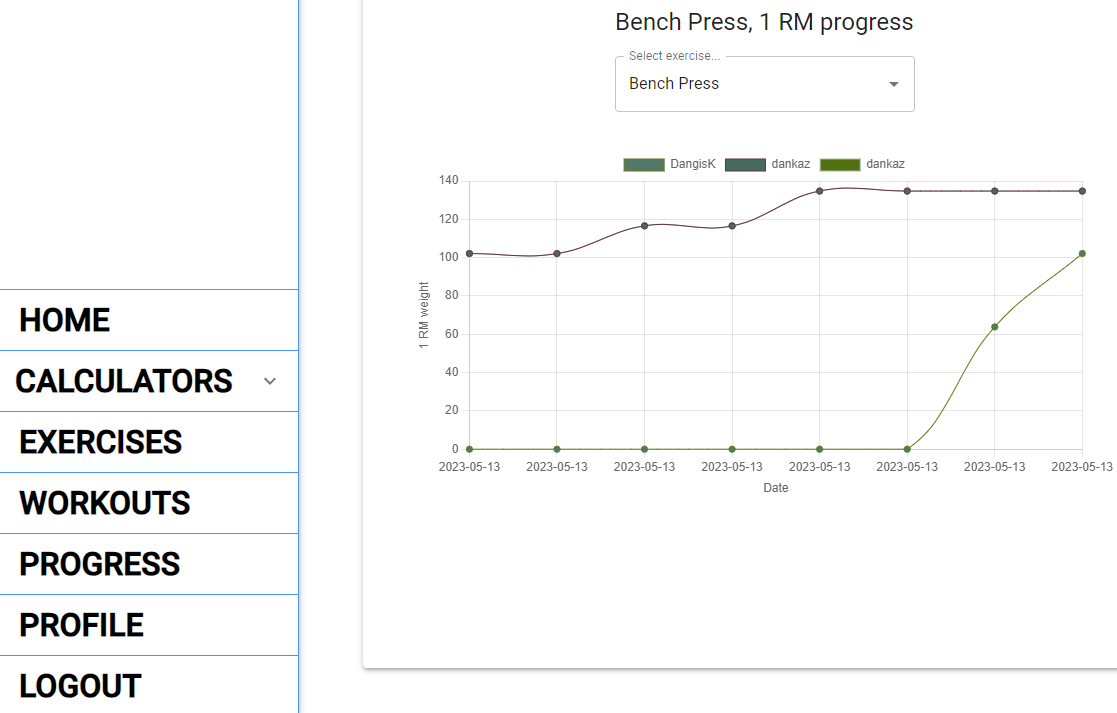 HOME
CALCULATORS
EXERCISES
WORKOUTS
PROGRESS
PROFILE
LOGOUT
Bench Press, 1 RM progress
Select exercise...
Bench Press
DangisK dankaz dankaz
140
120
100
80
60
40
20
0
1 RM weight
2023-05-13 2023-05-13 2023-05-13 2023-05-13 2023-05-13 2023-05-13 2023-05-13 2023-05-13
Date